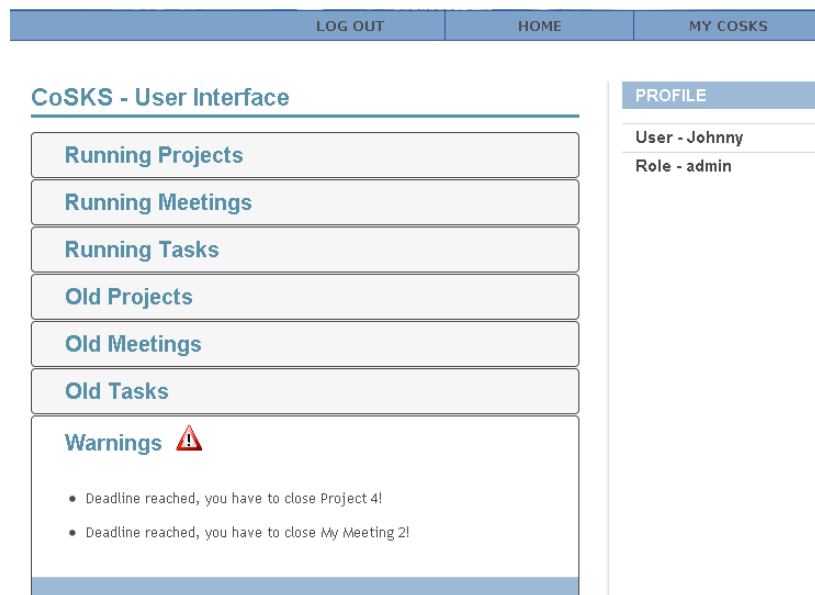 LOG OUT HOME MY COSKS
CoSKS - User Interface
Running Projects
Running Meetings
Running Tasks
Old Projects
Old Meetings
Old Tasks
Warnings
Deadline reached, you have to close Project 4!
Deadline reached, you have to close My Meeting 2!
PROFILE
User - Johnny
Role - admin